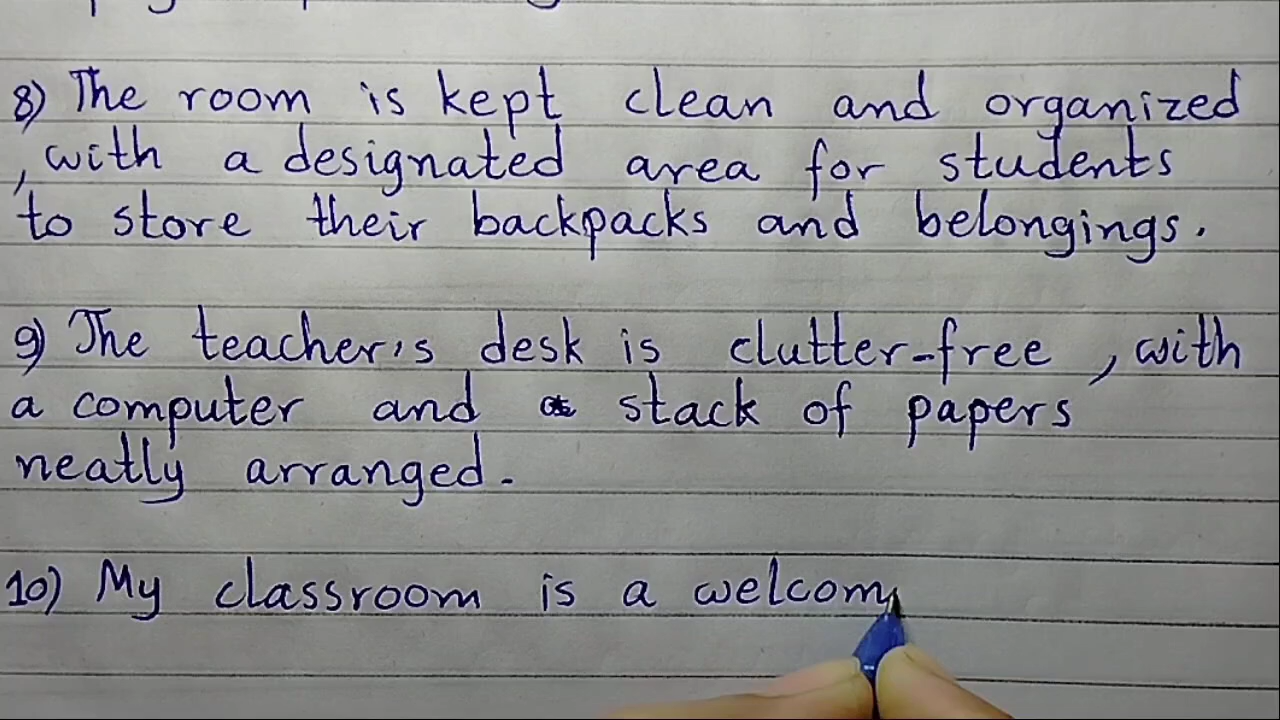 8) The room is kept clean and organized
, with a designated area for students
to store their backpacks and belongings.
9) The teacher's desk is clutter-free , with
a computer and a stack of papers
neatly arranged.
10) My classroom is a welcom